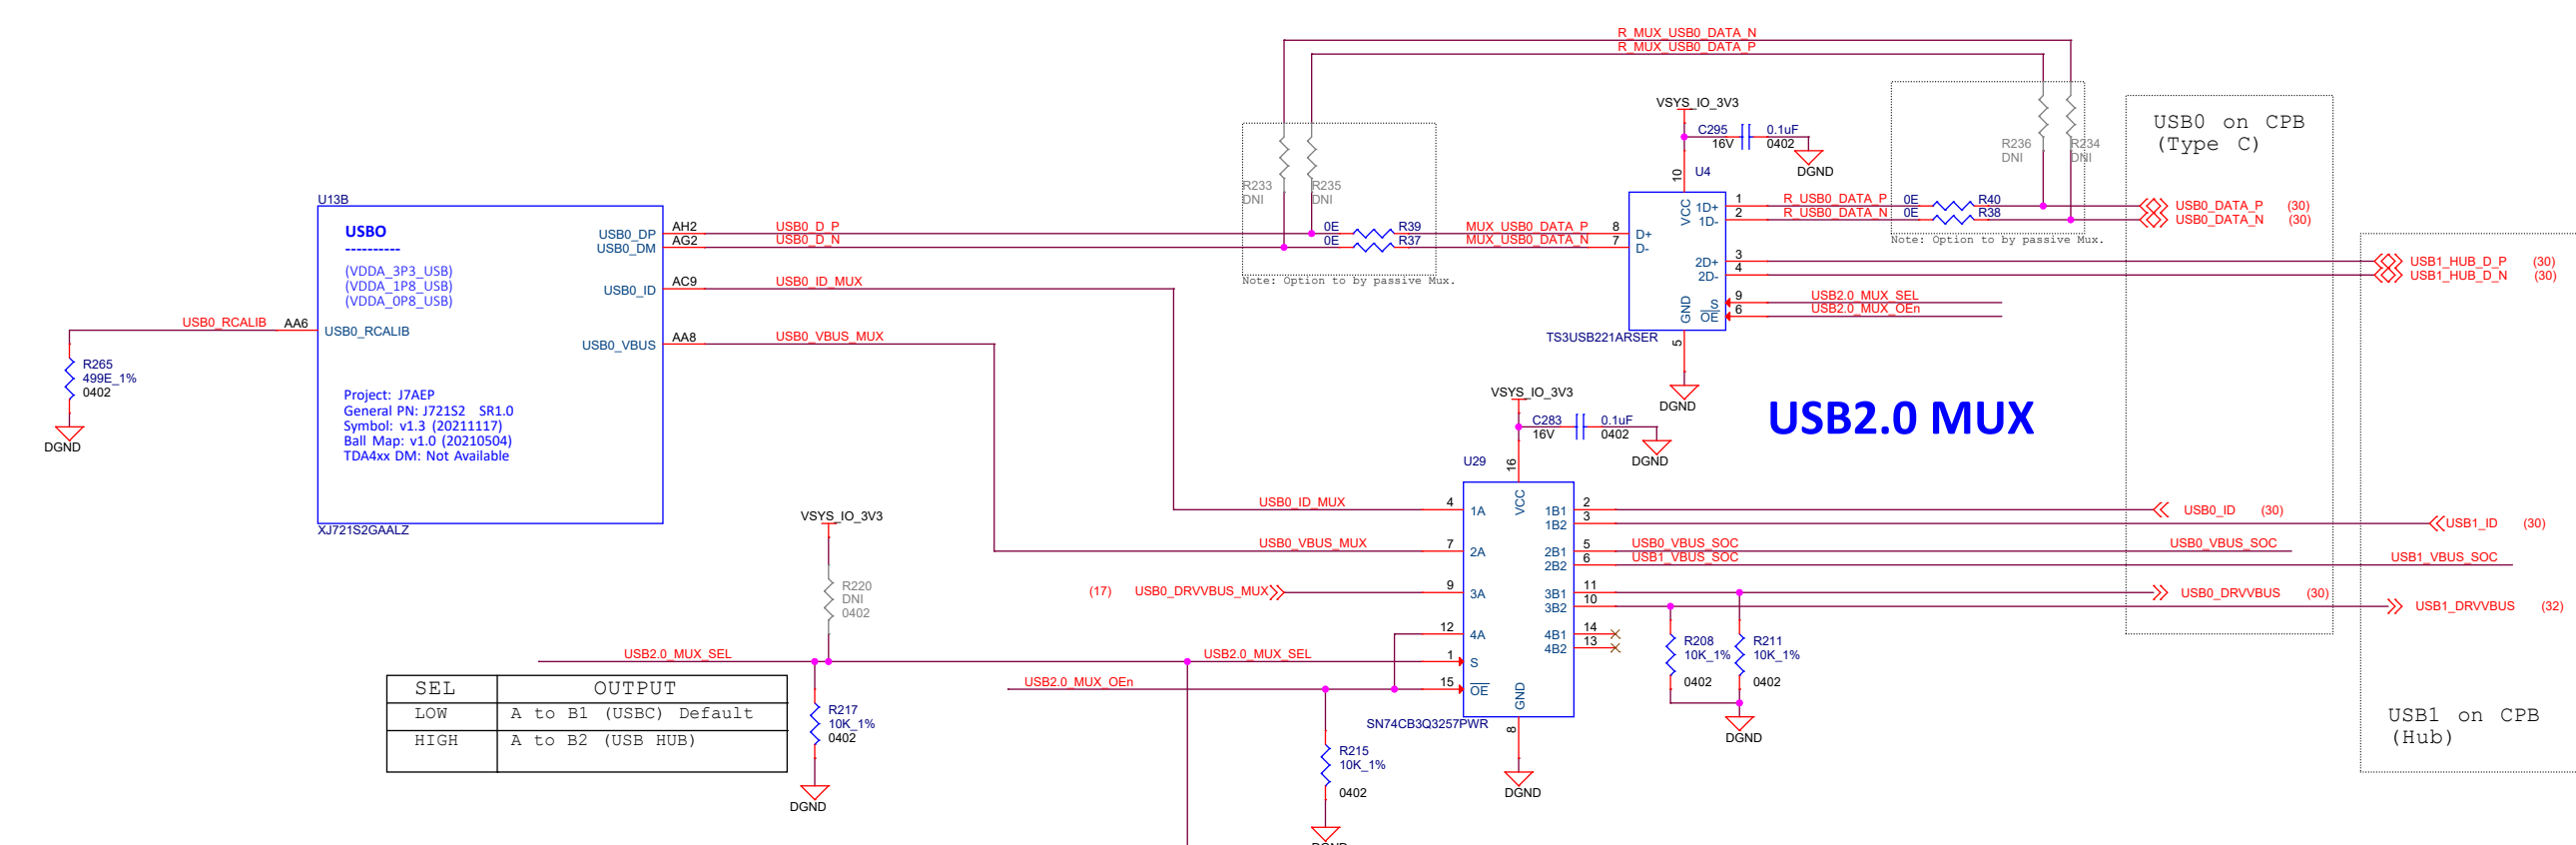 R_MUX_USB0_DATA_N
R_MUX_USB0_DATA_P
VSYS_IO_3V3
C295
0.1uF
16V
0402
DGND
U4
10
R236
DNI
R234
DNI
USB0 on CPB
(Type C)
R233
DNI
R235
DNI
U13B
USB0
----------
(VDDA_3P3_USB)
(VDDA_1P8_USB)
(VDDA_0P8_USB)
USB0_DP
USB0_DM
USB0_ID
USB0_RCALIB
USB0_VBUS
AH2
AG2
AC9
AA8
AA6
USB0_D_P
USB0_D_N
USB0_ID_MUX
USB0_VBUS_MUX
USB0_RCALIB
R265
499E_1%
0402
DGND
Project: J7AEP
General PN: J721S2 SR1.0
Symbol: v1.3 (20211117)
Ball Map: v1.0 (20210504)
TDA4xx DM: Not Available
XJ721S2GAALZ
0E
R39
0E
R37
Note: Option to by passive Mux.
MUX_USB0_DATA_P
MUX_USB0_DATA_N
8
7
D+
D-
VCC
GND
1D+
1D-
2D+
2D-
S
OE
1
2
3
4
9
6
5
TS3USB221ARSER
DGND
R_USB0_DATA_P
R_USB0_DATA_N
0E
R40
0E
R38
Note: Option to by passive Mux.
USB0_DATA_P (30)
USB0_DATA_N (30)
USB1_HUB_D_P (30)
USB1_HUB_D_N (30)
USB2.0_MUX_SEL
USB2.0_MUX_OEn
USB2.0 MUX
VSYS_IO_3V3
C283
0.1uF
16V
0402
DGND
U29
16
USB0_ID_MUX
USB0_VBUS_MUX
(17) USB0_DRVVBUS_MUX
4
7
9
12
1
15
1A
2A
3A
4A
S
OE
VCC
GND
1B1
1B2
2B1
2B2
3B1
3B2
4B1
4B2
2
3
5
6
11
10
14
13
8
SN74CB3Q3257PWR
DGND
USB0_ID (30)
USB1_ID (30)
USB0_VBUS_SOC
USB0_VBUS_SOC
USB1_VBUS_SOC
USB1_VBUS_SOC
USB0_DRVVBUS (30)
USB1_DRVVBUS (32)
R208
10K_1%
0402
R211
10K_1%
0402
DGND
VSYS_IO_3V3
R220
DNI
0402
USB2.0_MUX_SEL
USB2.0_MUX_SEL
USB2.0_MUX_OEn
R217
10K_1%
0402
DGND
R215
10K_1%
0402
DGND
SEL OUTPUT
LOW A to B1 (USBC) Default
HIGH A to B2 (USB HUB)
USB1 on CPB
(Hub)